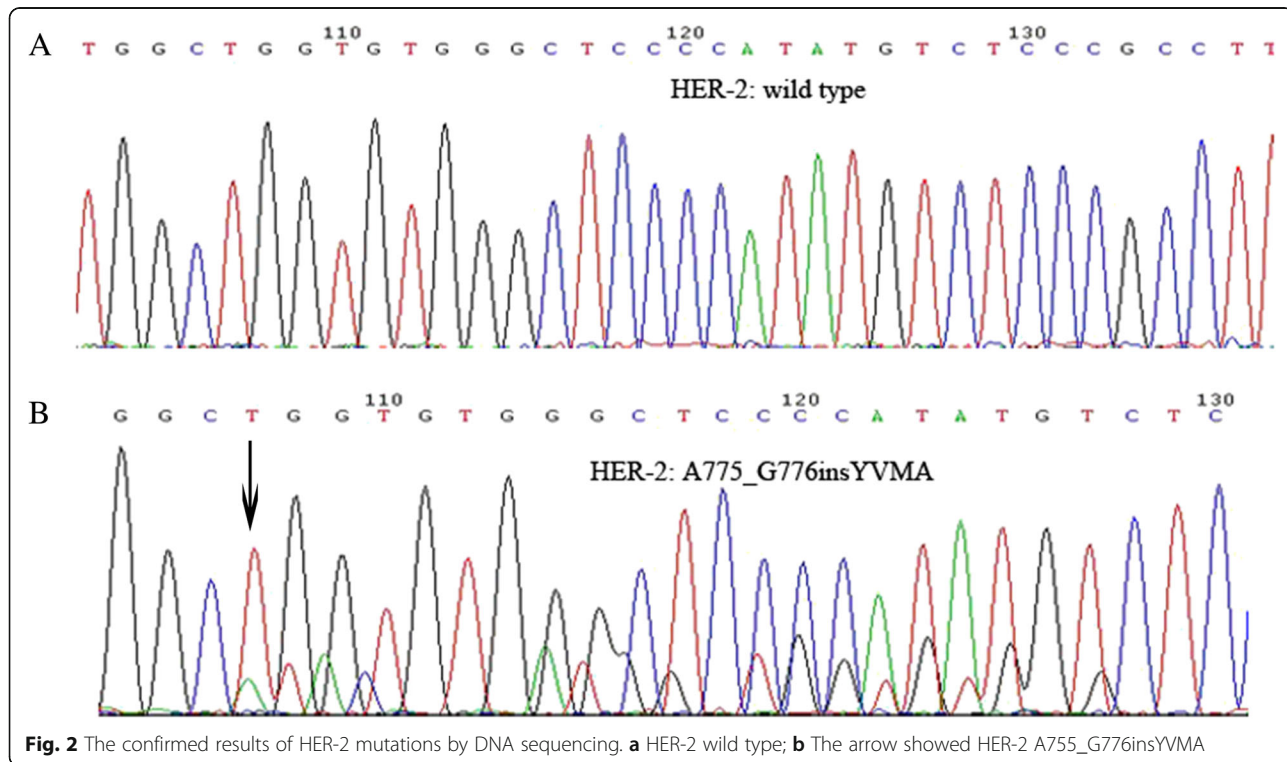 110 120 130
A T G G C T G G T G T G G G C T C C C C A T A T G T C T C C C G C C T T
HER-2: wild type
110 120 130
B G G C T G G T G T G G G C T C C C C A T A T G T C T C
HER-2: A775_G776insYVMA
Fig. 2 The confirmed results of HER-2 mutations by DNA sequencing. a HER-2 wild type; b The arrow showed HER-2 A755_G776insYVMA